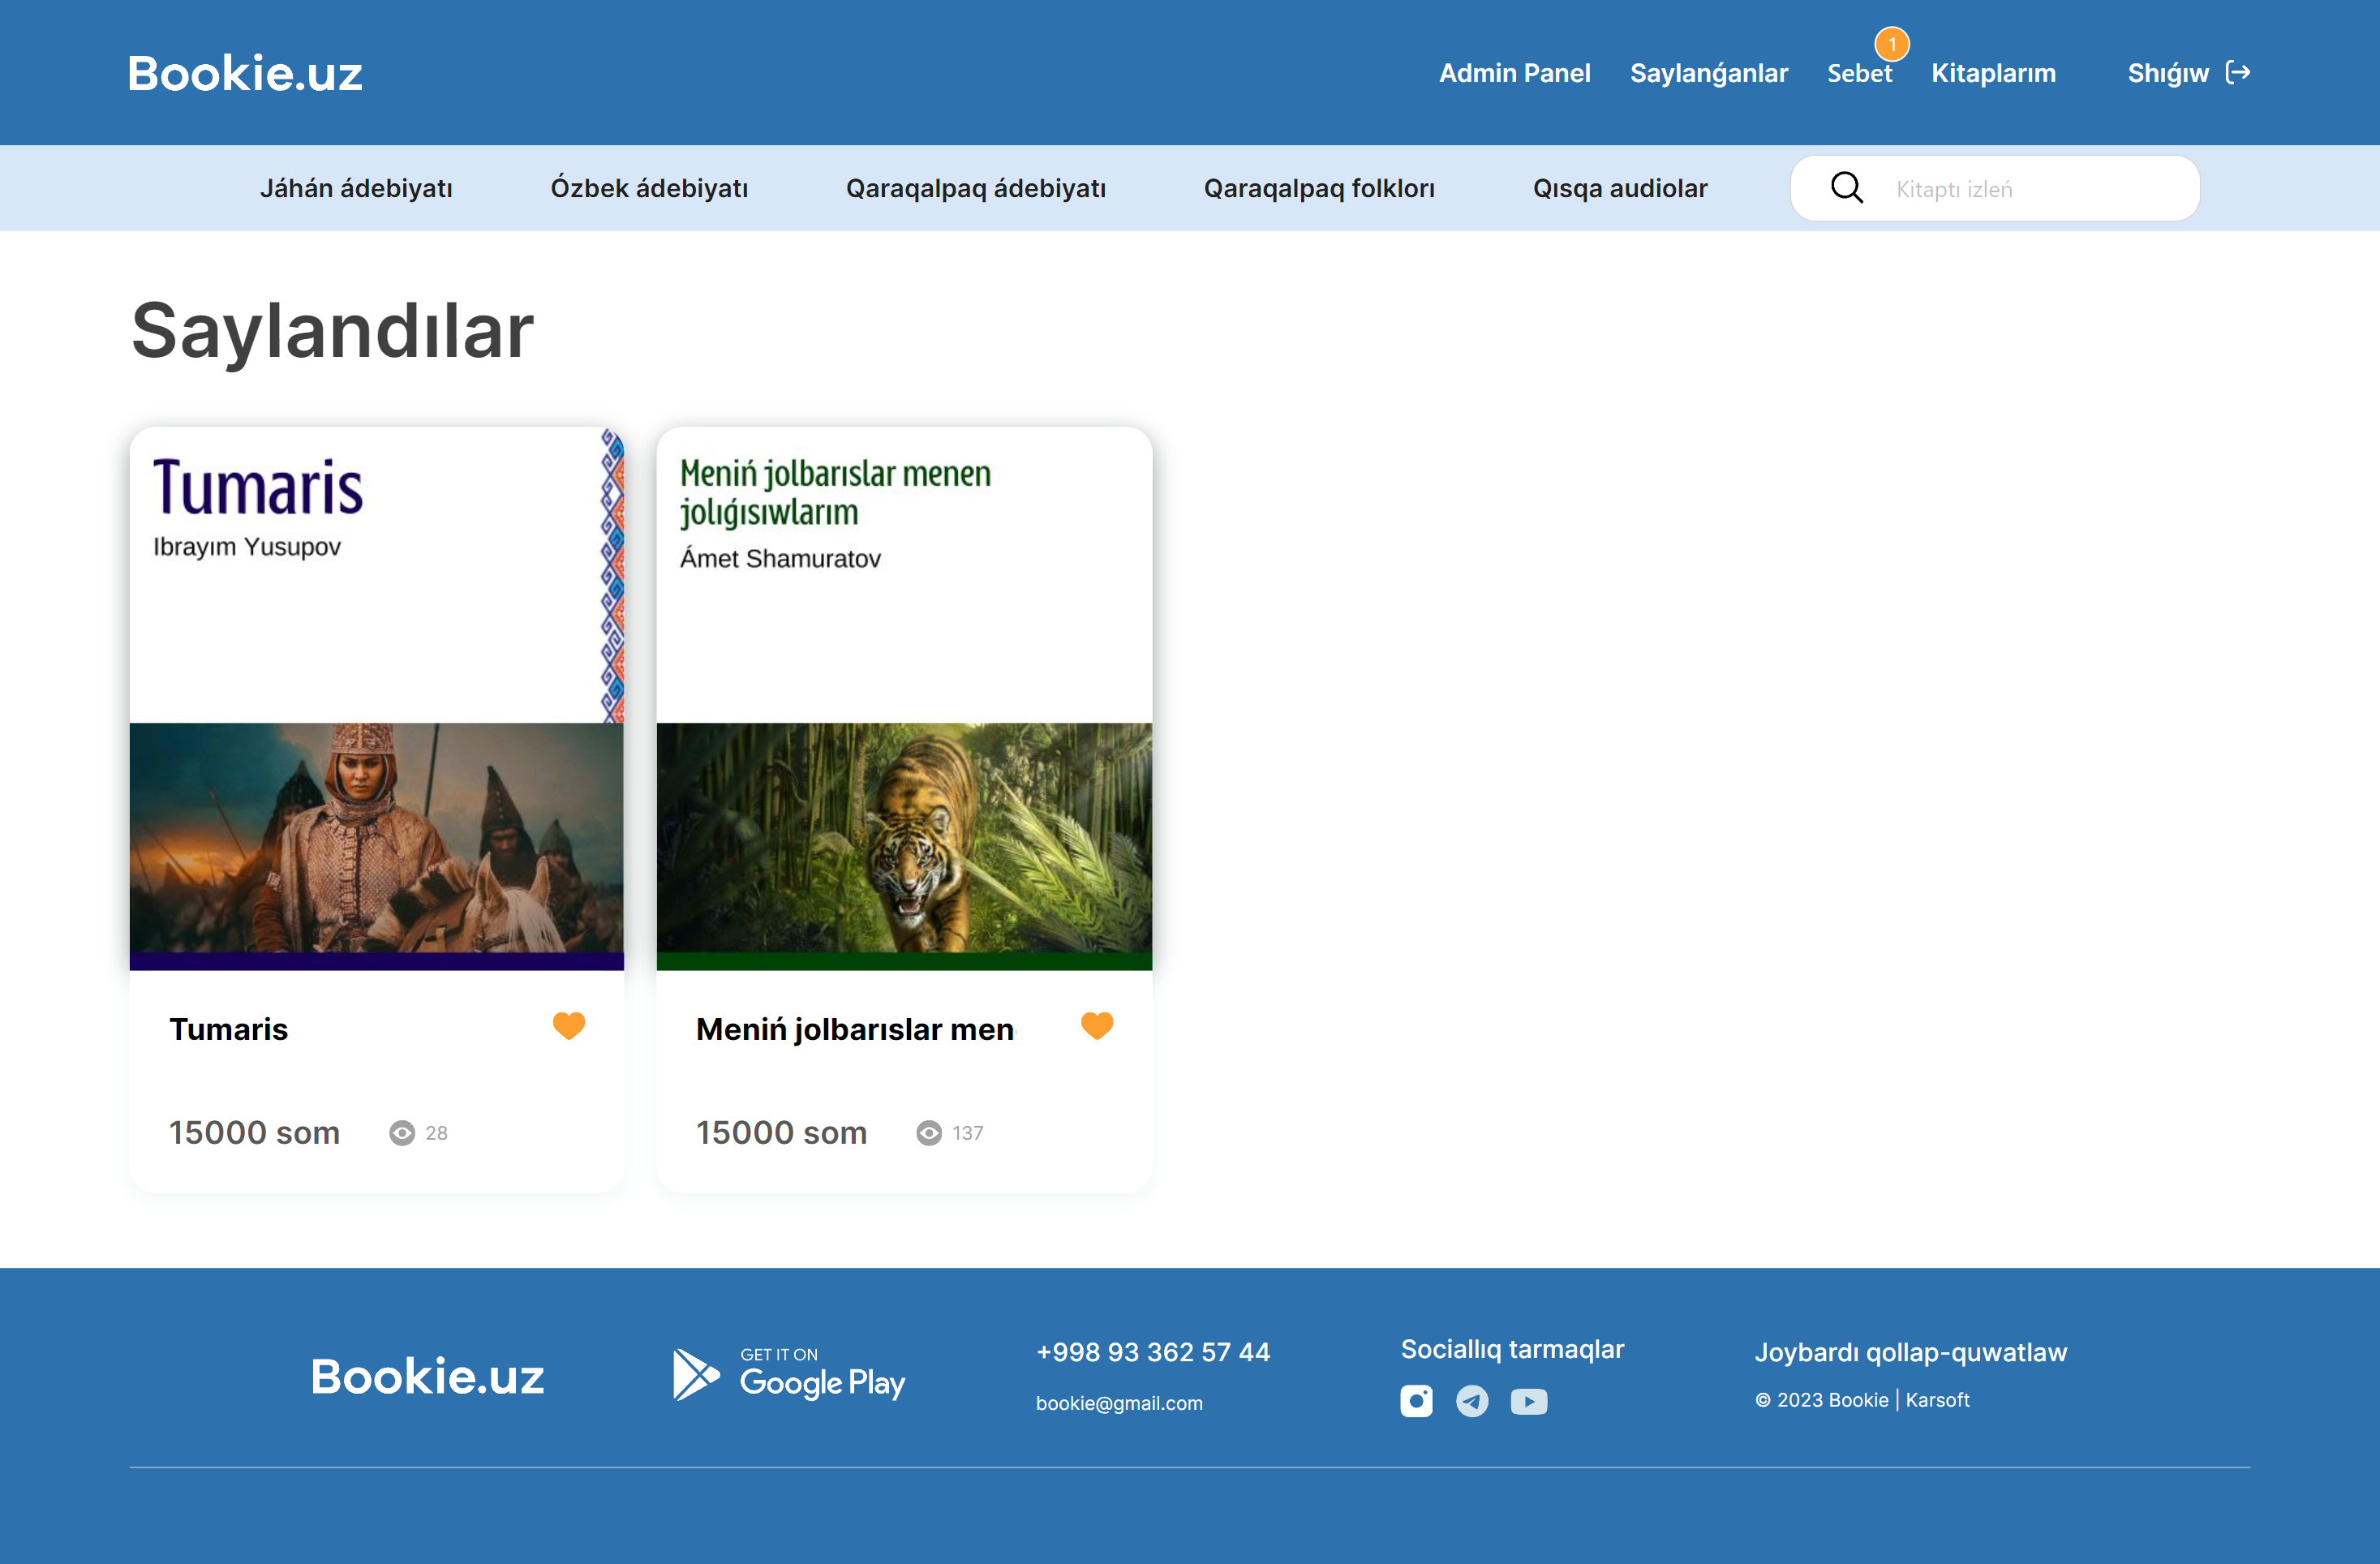 Bookie.uz
Admin Panel
Saylanǵanlar
Sebet
1
Kitaplarım
Shıǵıw
Jáhán ádebiyatı
Ózbek ádebiyatı
Qaraqalpaq ádebiyatı
Qaraqalpaq folklorı
Qısqa audiolar
Kitaptı izleń
Saylandılar
Tumaris
Ibrayım Yusupov
Tumaris
15000 som
28
Meniń jolbarıslar menen
jolıǵısıwlarım
Ámet Shamuratov
Meniń jolbarıslar men
15000 som
137
Bookie.uz
GET IT ON
Google Play
+998 93 362 57 44
bookie@gmail.com
Sociallıq tarmaqlar
Joybardı qollap-quwatlaw
© 2023 Bookie | Karsoft